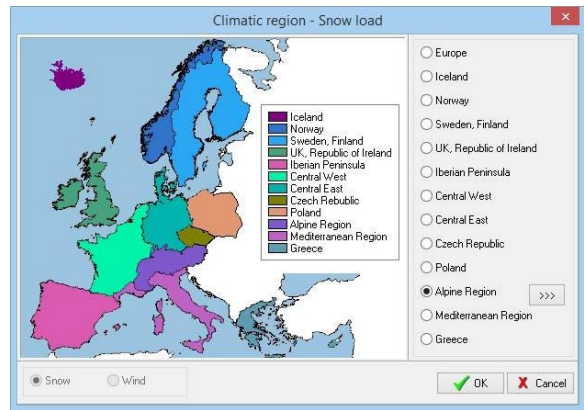 Climatic region - Snow load
Iceland
Norway
Sweden, Finland
UK, Republic of Ireland
Iberian Peninsula
Central West
Central East
Czech Rebublic
Poland
Alpine Region
Mediterranean Region
Greece
Europe
Iceland
Norway
Sweden, Finland
UK, Republic of Ireland
Iberian Peninsula
Central West
Central East
Czech Republic
Poland
Alpine Region
>>>
Mediterranean Region
Greece
Snow
Wind
OK
Cancel